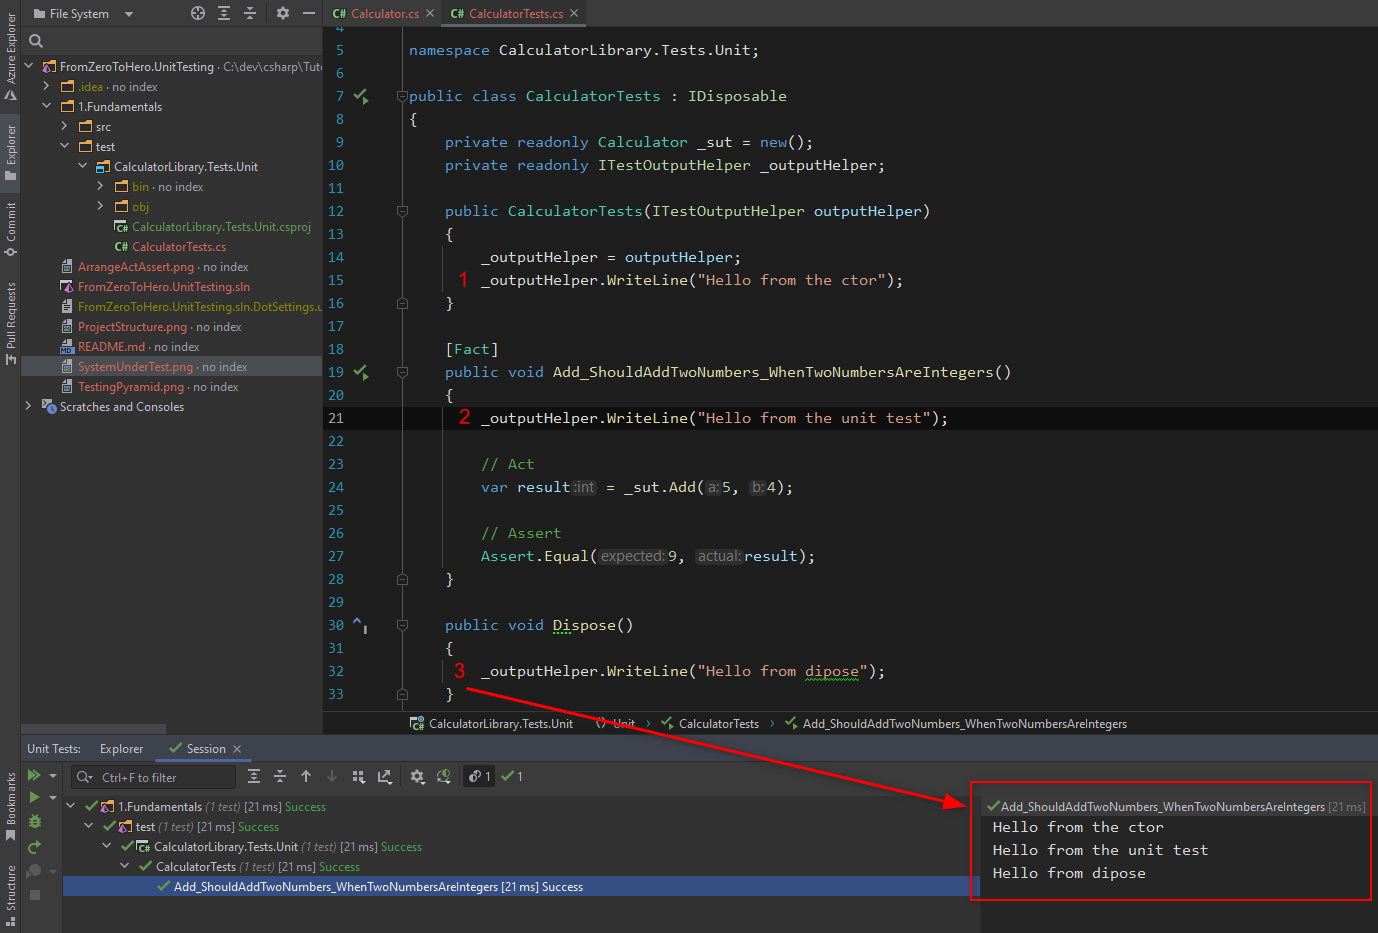 File System
Calculator.cs
CalculatorTests.cs
Azure Explorer
Explorer
Commit
Pull Requests
Bookmarks
Structure
FromZeroToHero.UnitTesting · C:\dev\csharp\Tut
.idea · no index
1.Fundamentals
src
test
CalculatorLibrary.Tests.Unit
bin · no index
obj
CalculatorLibrary.Tests.Unit.csproj
C# CalculatorTests.cs
ArrangeActAssert.png · no index
FromZeroToHero.UnitTesting.sln
FromZeroToHero.UnitTesting.sln.DotSettings.u
ProjectStructure.png · no index
README.md · no index
SystemUnderTest.png · no index
TestingPyramid.png · no index
Scratches and Consoles
4
5 namespace CalculatorLibrary.Tests.Unit;
6
7 public class CalculatorTests : IDisposable
8 {
9 private readonly Calculator _sut = new();
10 private readonly ITestOutputHelper _outputHelper;
11
12 public CalculatorTests(ITestOutputHelper outputHelper)
13 {
14 _outputHelper = outputHelper;
15 1 _outputHelper.WriteLine("Hello from the ctor");
16 }
17
18 [Fact]
19 public void Add_ShouldAddTwoNumbers_WhenTwoNumbersAreIntegers()
20 {
21 2 _outputHelper.WriteLine("Hello from the unit test");
22
23 // Act
24 var result:int = _sut.Add(a:5, b:4);
25
26 // Assert
27 Assert.Equal(expected:9, actual:result);
28 }
29
30 public void Dispose()
31 {
32 3 _outputHelper.WriteLine("Hello from dipose");
33 }
CalculatorLibrary.Tests.Unit Unit CalculatorTests Add_ShouldAddTwoNumbers_WhenTwoNumbersAreIntegers
Unit Tests: Explorer Session
Ctrl+F to filter 1 1
1.Fundamentals (1 test) [21 ms] Success
test (1 test) [21 ms] Success
CalculatorLibrary.Tests.Unit (1 test) [21 ms] Success
CalculatorTests (1 test) [21 ms] Success
Add_ShouldAddTwoNumbers_WhenTwoNumbersAreIntegers [21 ms] Success
Add_ShouldAddTwoNumbers_WhenTwoNumbersAreIntegers [21 ms]
Hello from the ctor
Hello from the unit test
Hello from dipose